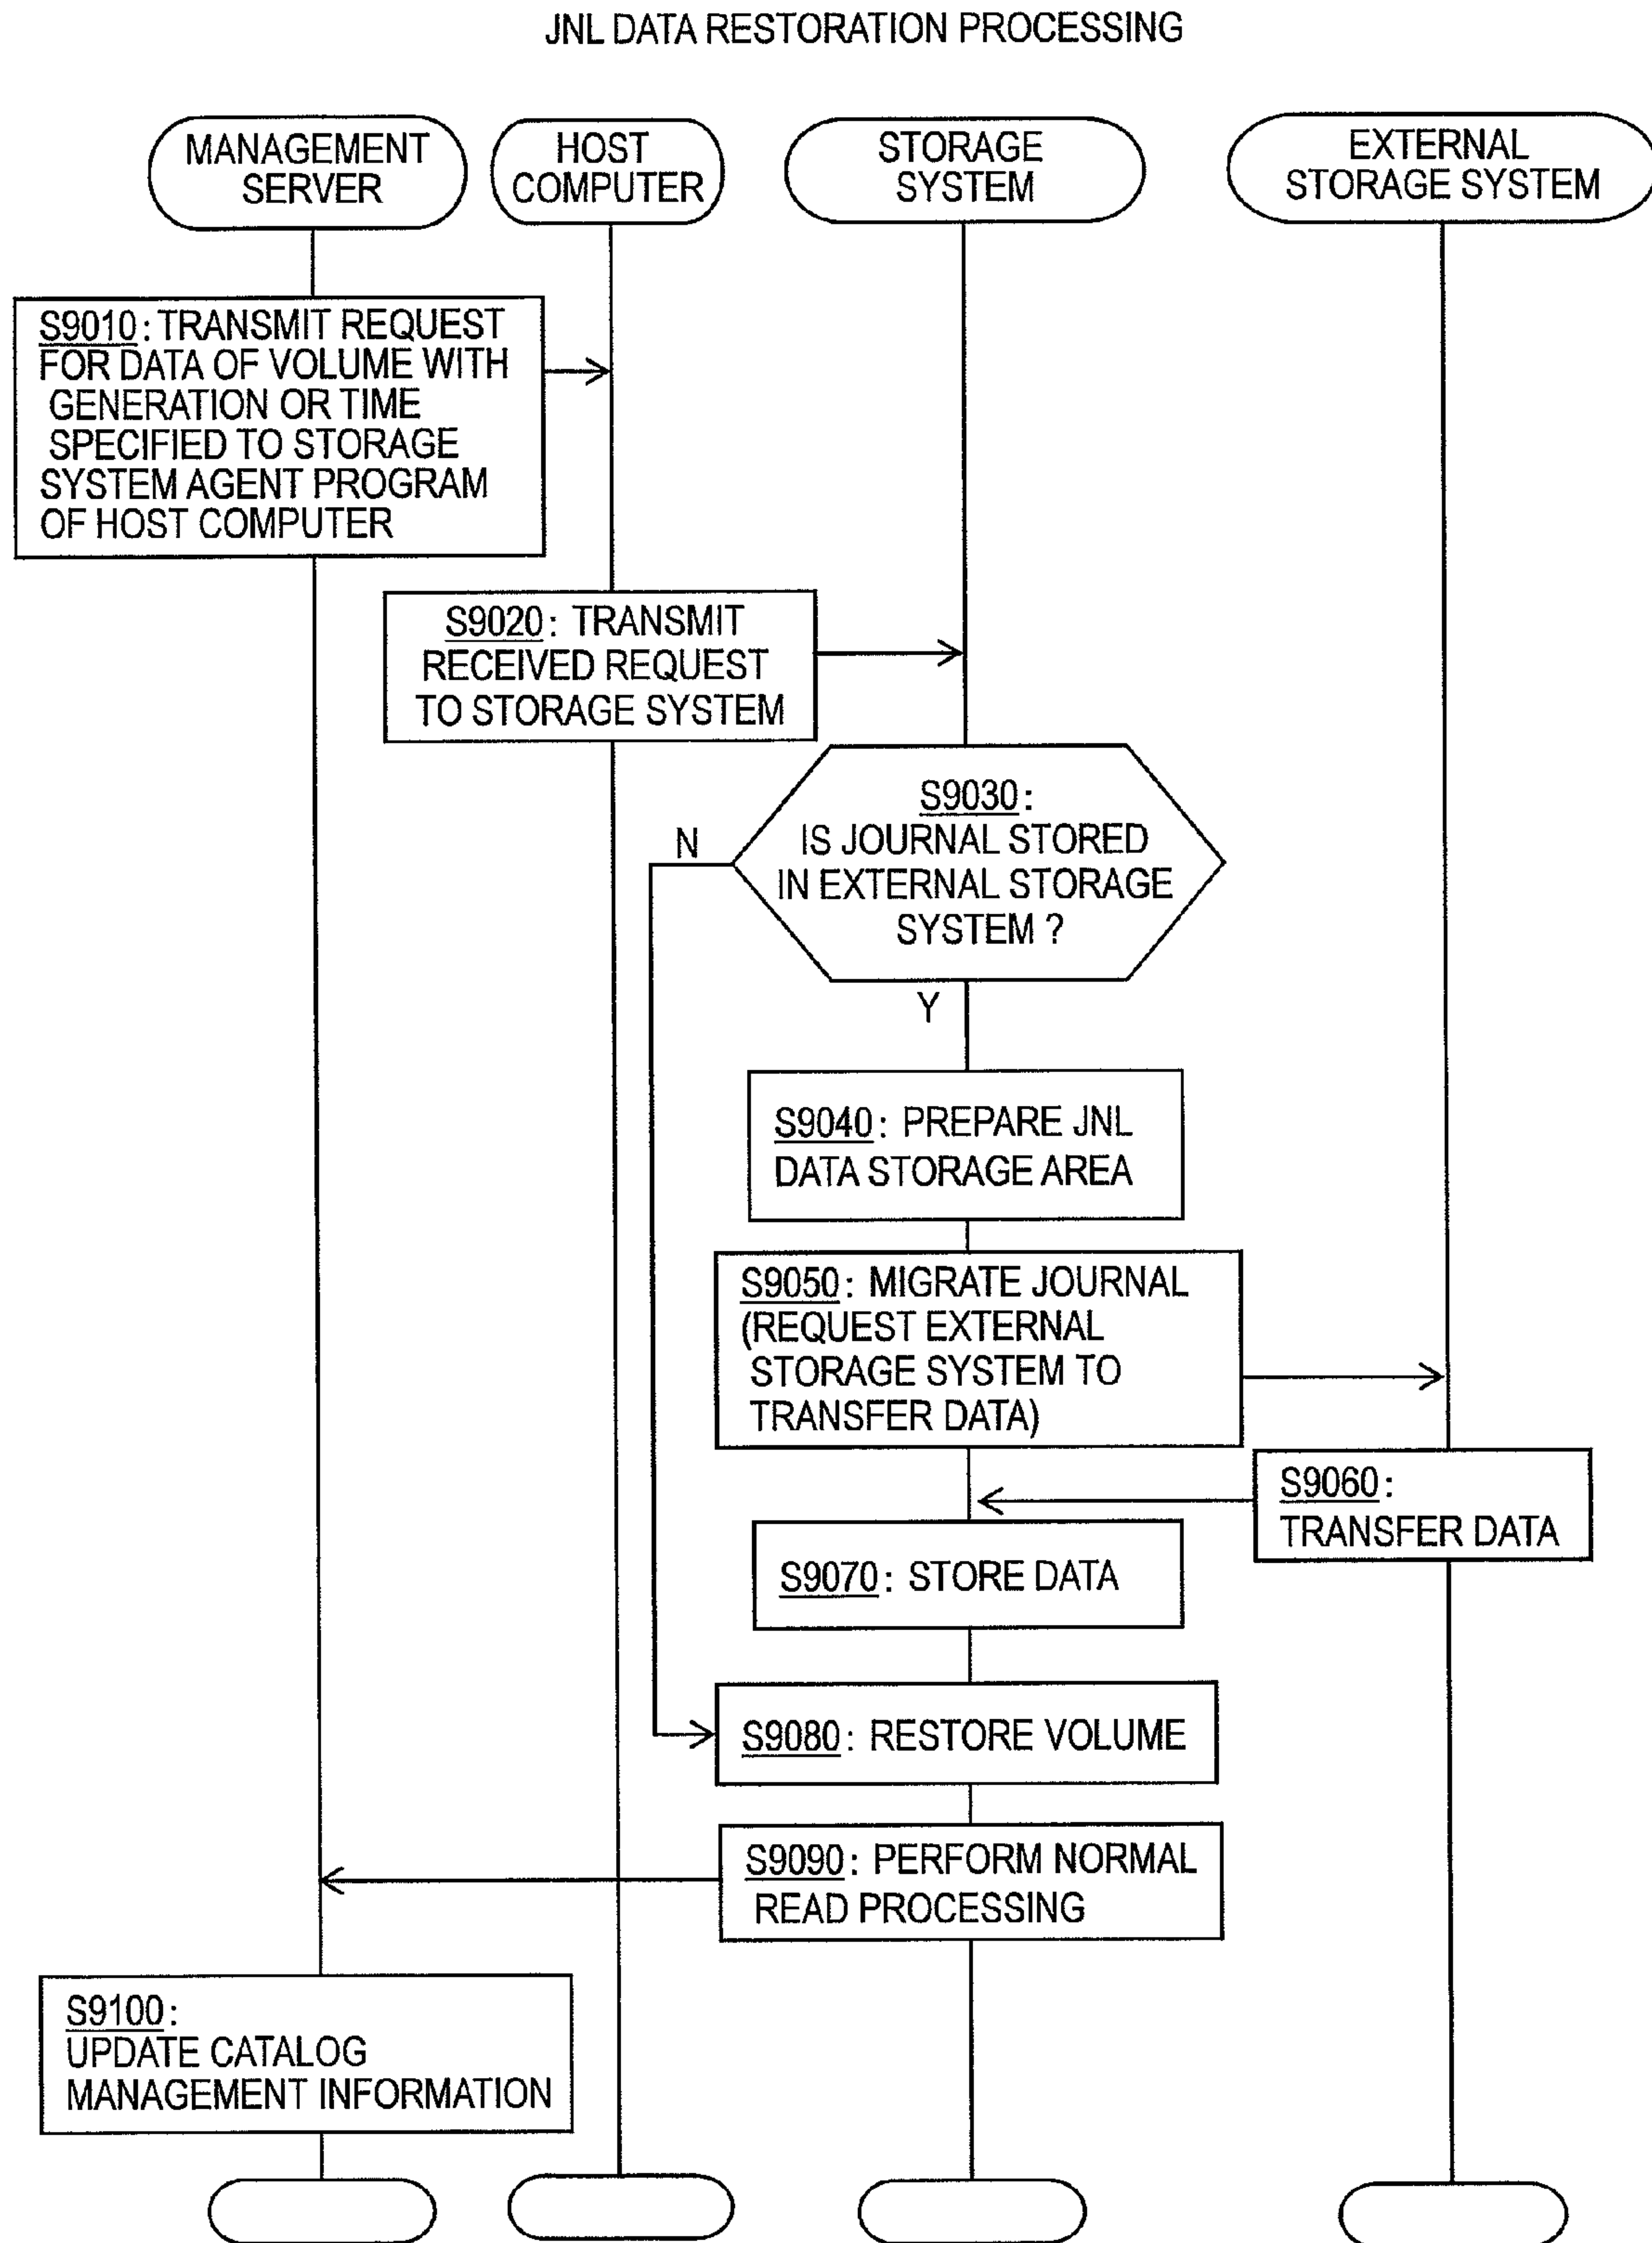 JNL DATA RESTORATION PROCESSING
MANAGEMENT
SERVER
HOST
COMPUTER
STORAGE
SYSTEM
EXTERNAL
STORAGE SYSTEM
S9010: TRANSMIT REQUEST
FOR DATA OF VOLUME WITH
GENERATION OR TIME
SPECIFIED TO STORAGE
SYSTEM AGENT PROGRAM
OF HOST COMPUTER
S9020: TRANSMIT
RECEIVED REQUEST
TO STORAGE SYSTEM
S9030:
IS JOURNAL STORED
IN EXTERNAL STORAGE
SYSTEM ?
N
Y
S9040: PREPARE JNL
DATA STORAGE AREA
S9050: MIGRATE JOURNAL
(REQUEST EXTERNAL
STORAGE SYSTEM TO
TRANSFER DATA)
S9060:
TRANSFER DATA
S9070: STORE DATA
S9080: RESTORE VOLUME
S9090: PERFORM NORMAL
READ PROCESSING
S9100:
UPDATE CATALOG
MANAGEMENT INFORMATION